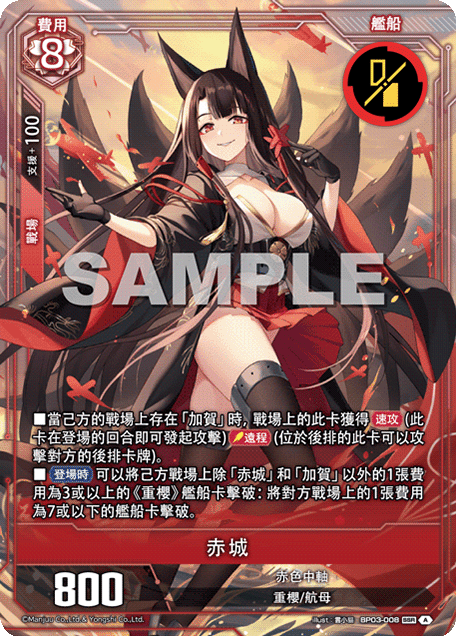 費用
8
艦船
支援+100
戰場
SAMPLE
■當己方的戰場上存在「加賀」時,戰場上的此卡獲得 速攻 (此
卡在登場的回合即可發起攻擊) 遠程 (位於後排的此卡可以攻
擊對方的後排卡牌)。
■ 登場時 可以將己方戰場上除「赤城」和「加賀」以外的1張費
用為3或以上的《重櫻》艦船卡擊破:將對方戰場上的1張費用
為7或以下的艦船卡擊破。
赤城
800
赤色中軸
重櫻/航母
©Manjuu Co.,Ltd & Yongshi Co.,Ltd
illust:
BP03-008 SSR A